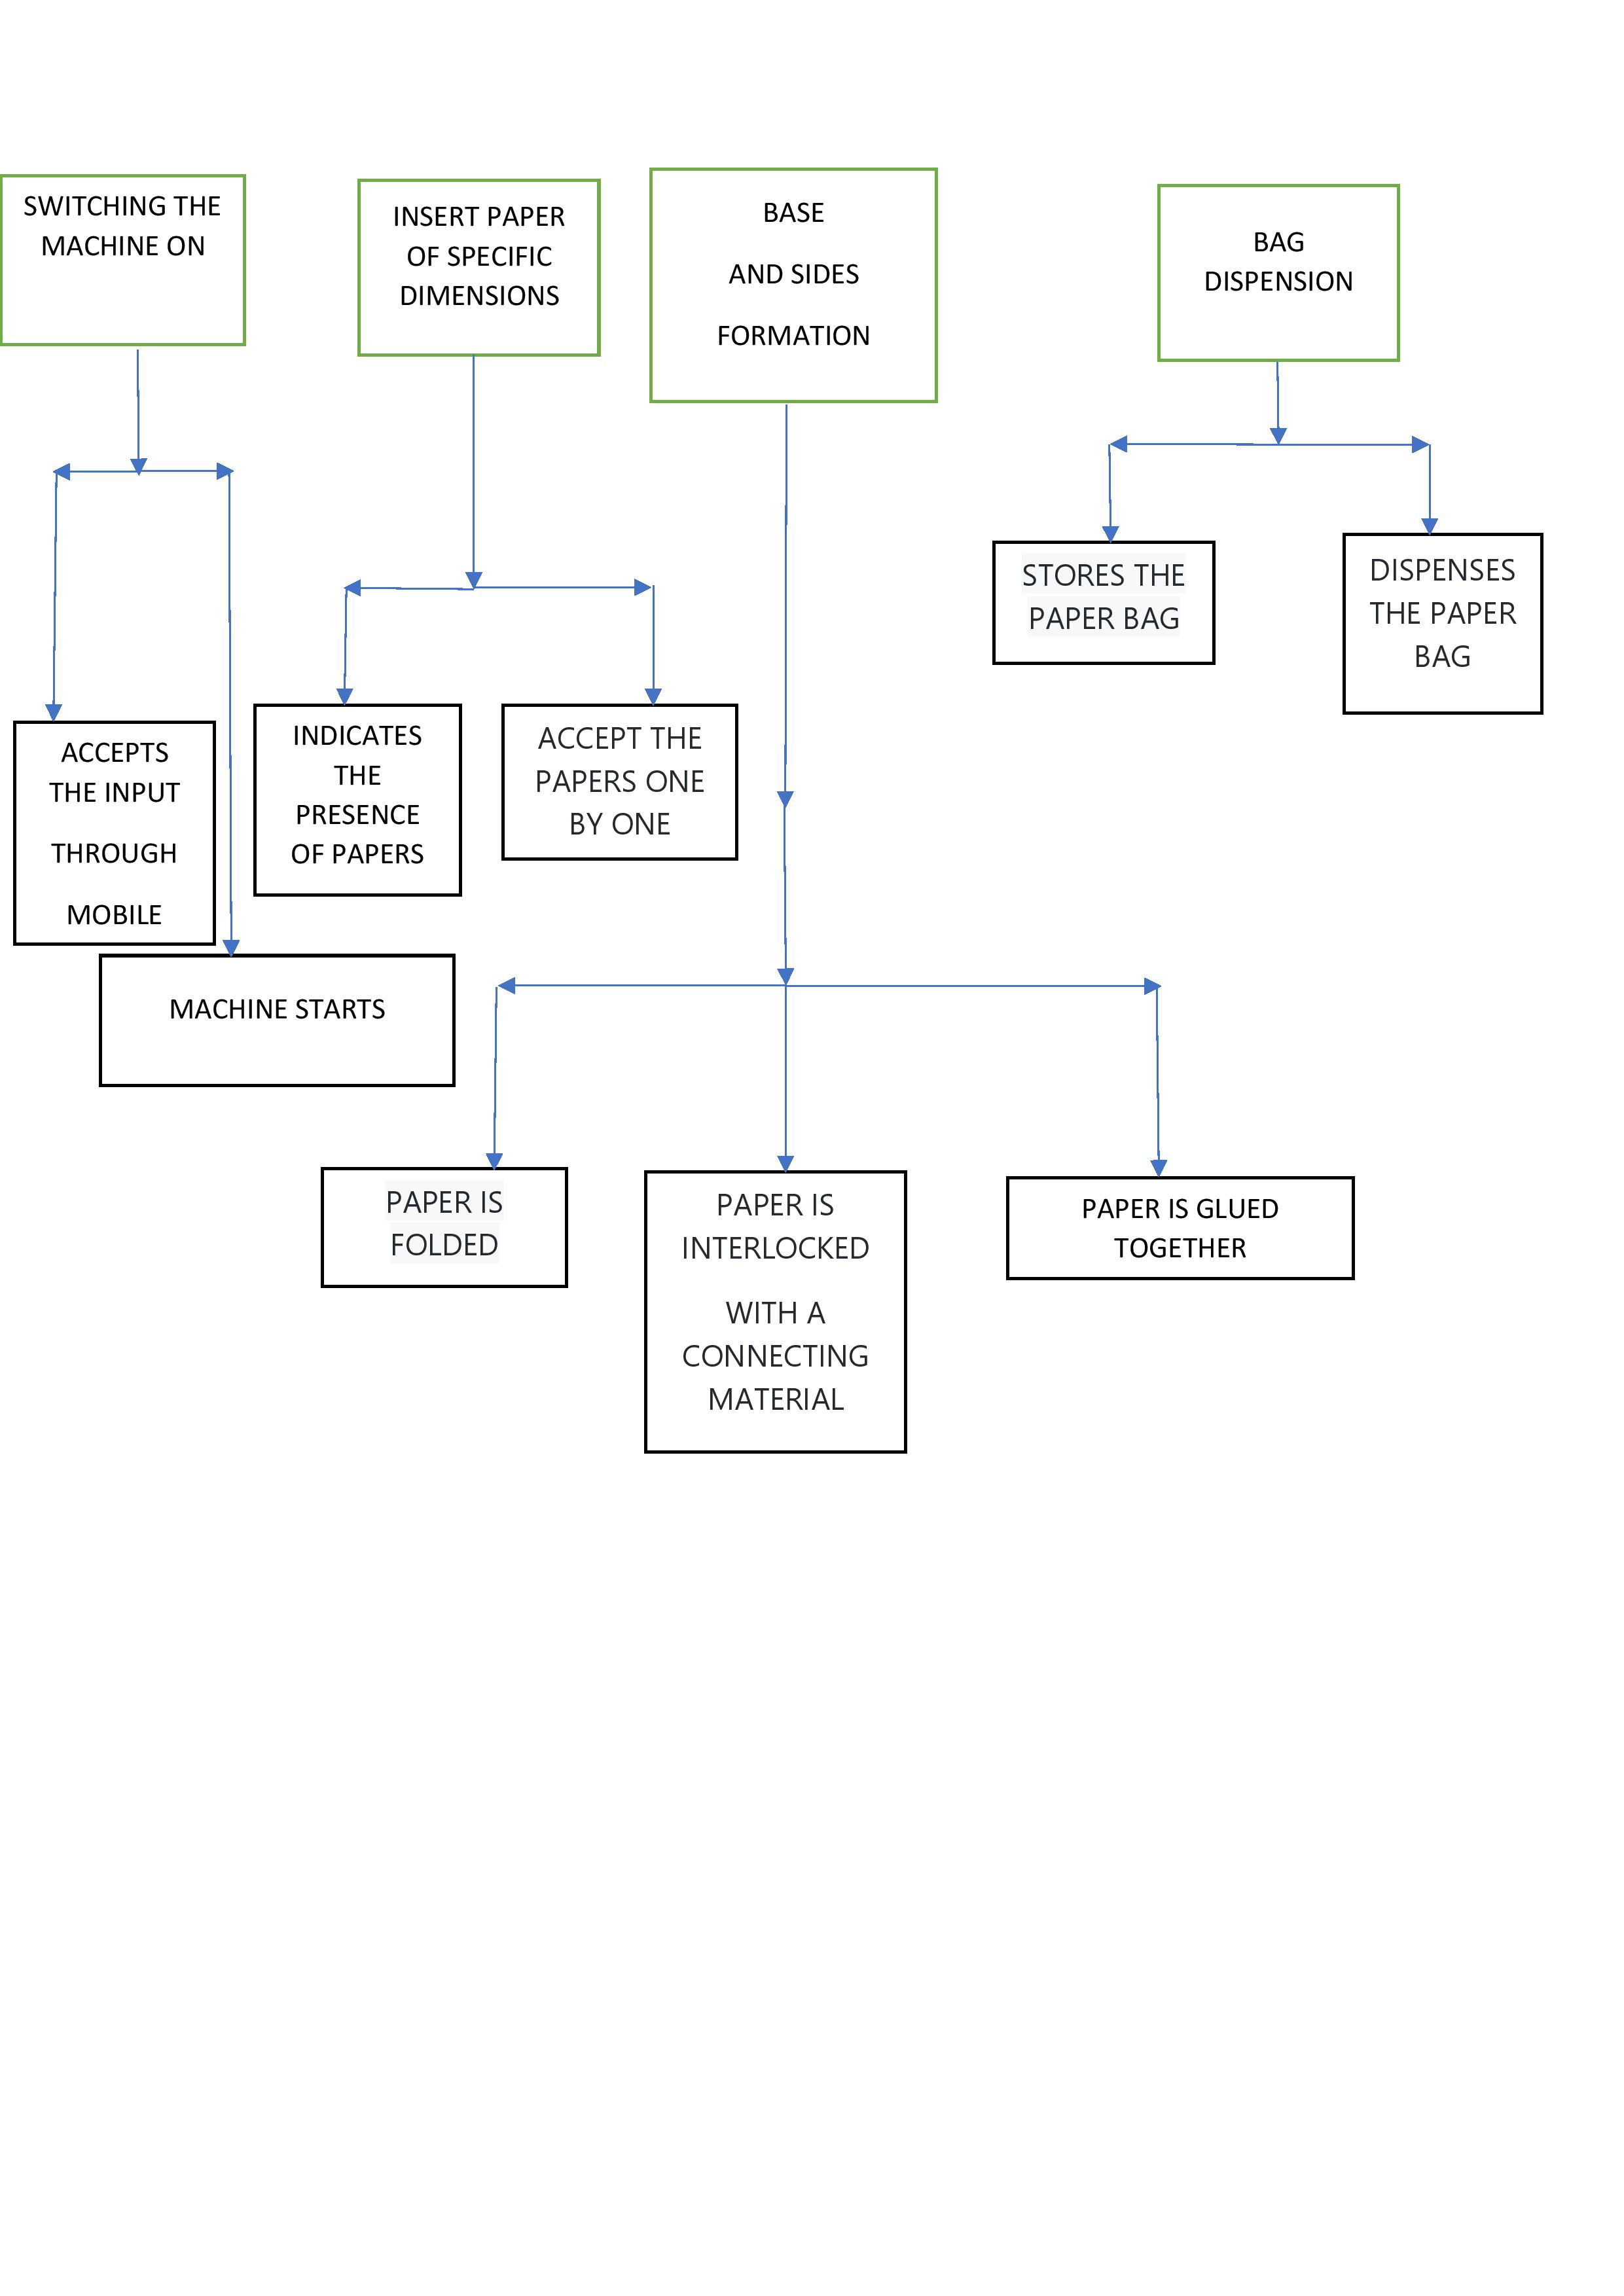 SWITCHING THE
MACHINE ON
INSERT PAPER
OF SPECIFIC
DIMENSIONS
BASE
AND SIDES
FORMATION
BAG
DISPENSION
STORES THE
PAPER BAG
DISPENSES
THE PAPER
BAG
ACCEPTS
THE INPUT
THROUGH
MOBILE
INDICATES
THE
PRESENCE
OF PAPERS
ACCEPT THE
PAPERS ONE
BY ONE
MACHINE STARTS
PAPER IS
FOLDED
PAPER IS
INTERLOCKED
WITH A
CONNECTING
MATERIAL
PAPER IS GLUED
TOGETHER